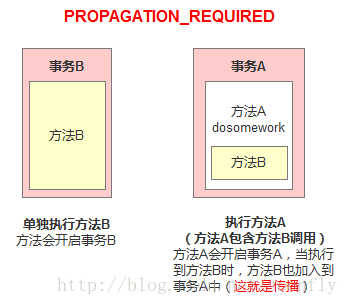 PROPAGATION_REQUIRED
事务B
方法B
单独执行方法B
方法会开启事务B
事务A
方法A
dosomework
方法B
执行方法A
(方法A包含方法B调用)
方法A会开启事务A，当执
行到方法B时，方法B也加入到
事务A中（这就是传播）